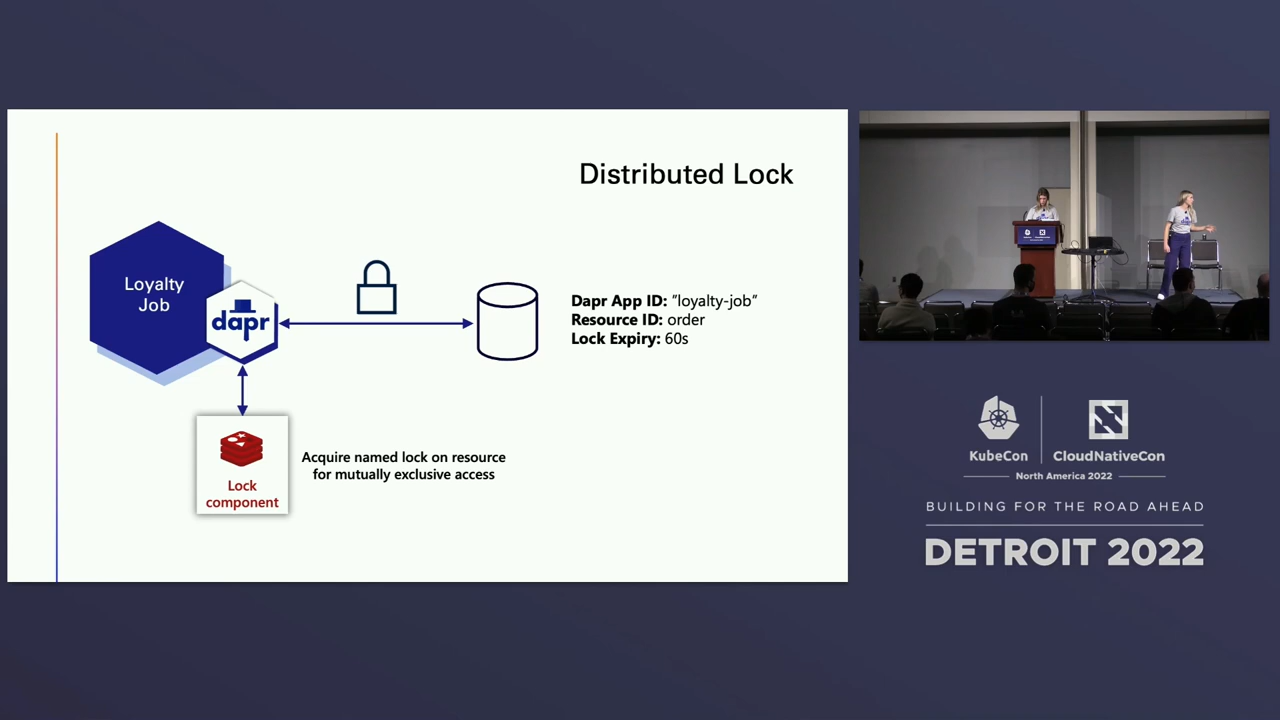 Distributed Lock
Loyalty
Job
dapr
Dapr App ID: "loyalty-job"
Resource ID: order
Lock Expiry: 60s
Lock
component
Acquire named lock on resource
for mutually exclusive access
KubeCon
CloudNativeCon
North America 2022
BUILDING FOR THE ROAD AHEAD
DETROIT 2022